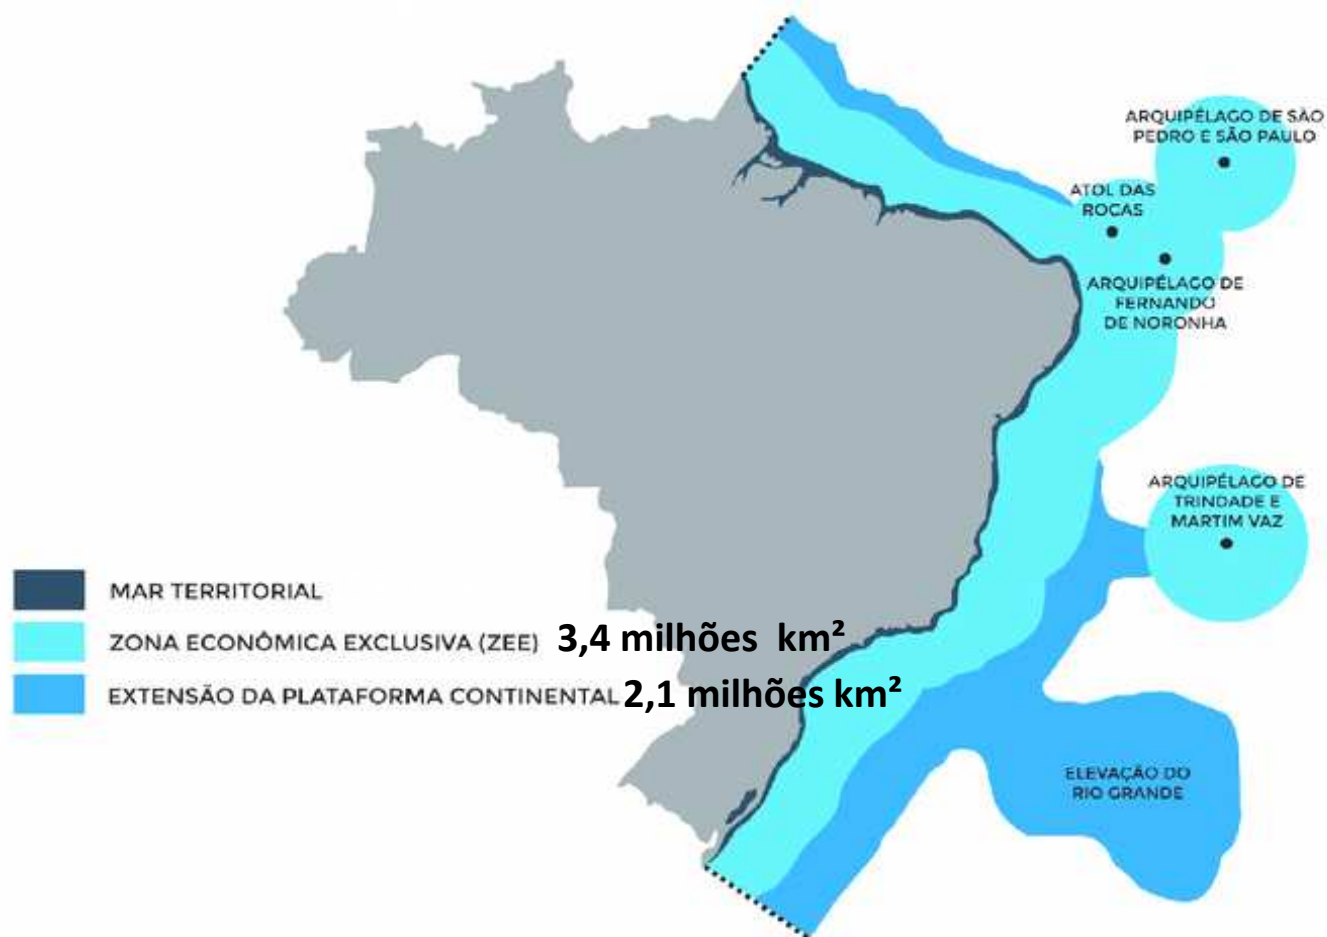 ARQUIPÉLAGO DE SÃO
PEDRO E SÃO PAULO
ATOL DAS
ROCAS
ARQUIPÉLAGO DE
FERNANDO
DE NORONHA
ARQUIPÉLAGO DE
TRINDADE E
MARTIM VAZ
MAR TERRITORIAL
ZONA ECONÔMICA EXCLUSIVA (ZEE) 3,4 milhões km²
EXTENSÃO DA PLATAFORMA CONTINENTAL 2,1 milhões km²
ELEVAÇÃO DO
RIO GRANDE